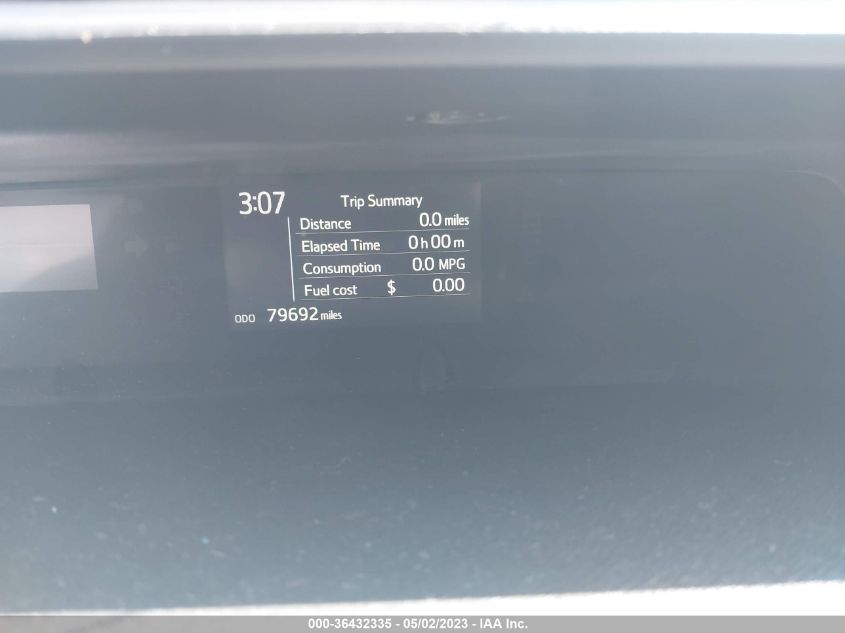 3:07 Trip Summary
Distance 0.0 miles
Elapsed Time 0h00m
Consumption 0.0 MPG
Fuel cost $ 0.00
ODO 79692 miles
000-36432335 - 05/02/2023 - IAA Inc.